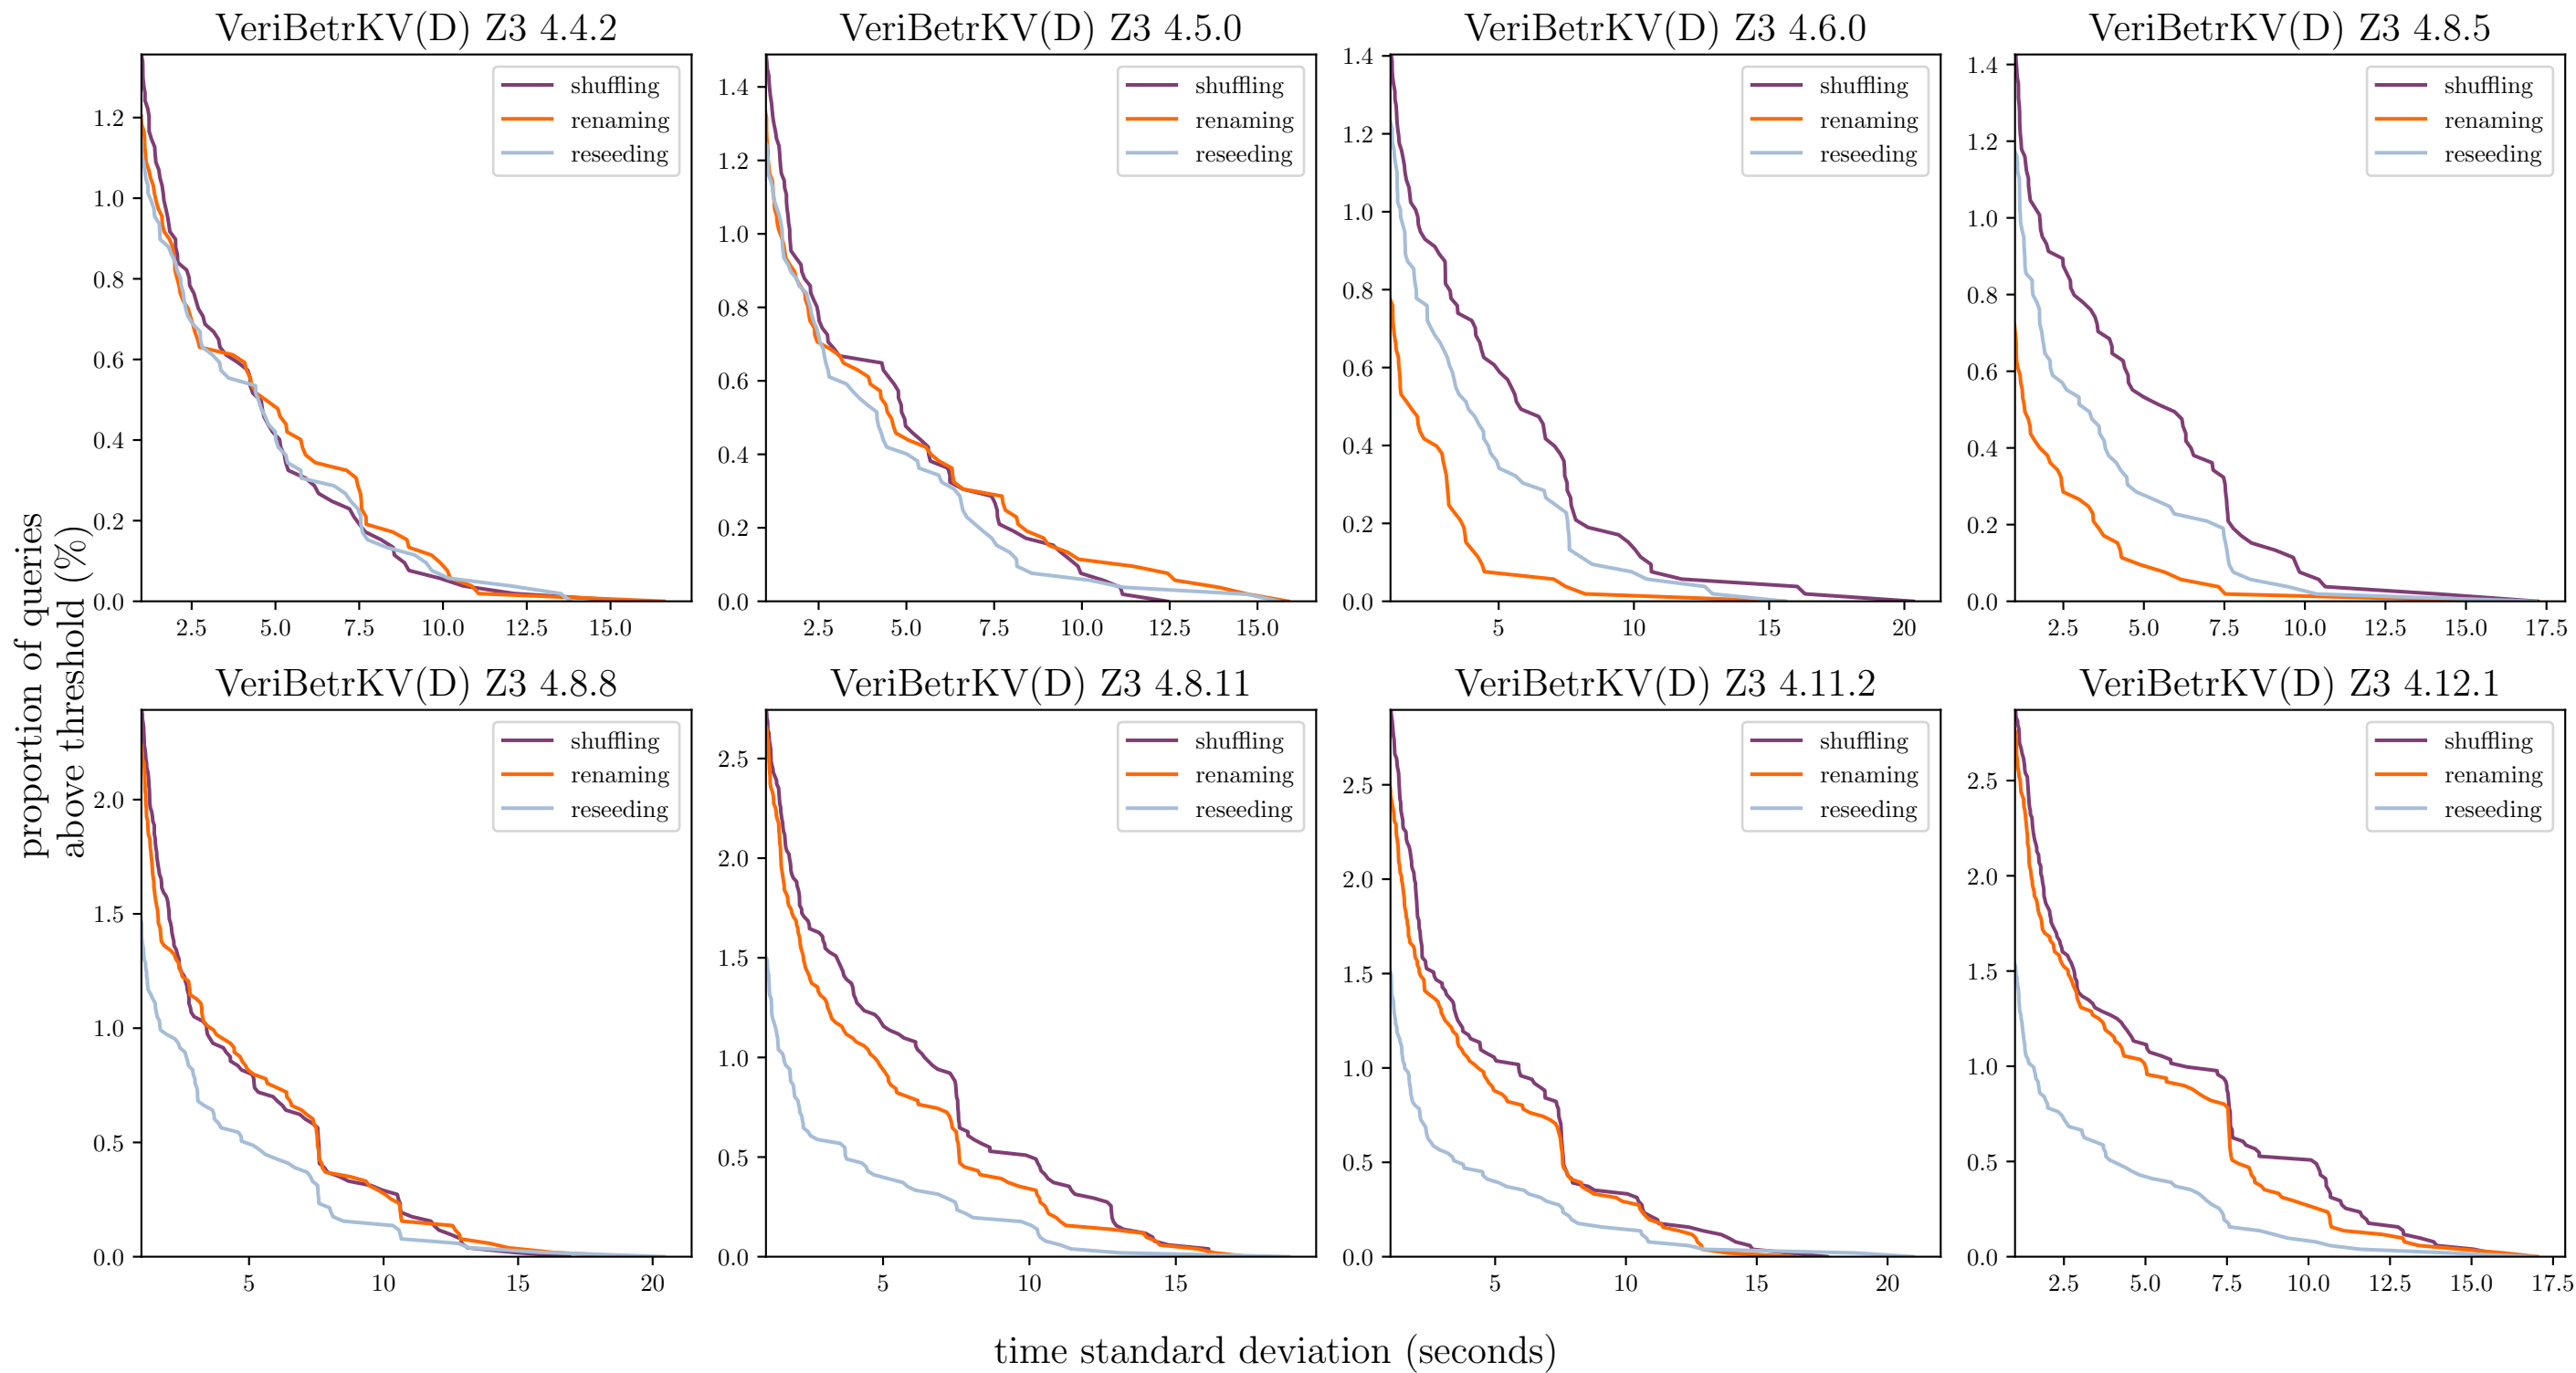 VeriBetrKV(D) Z3 4.4.2
1.2
1.0
0.8
0.6
0.4
0.2
0.0
2.5 5.0 7.5 10.0 12.5 15.0
shuffling
renaming
reseeding
VeriBetrKV(D) Z3 4.5.0
1.4
1.2
1.0
0.8
0.6
0.4
0.2
0.0
2.5 5.0 7.5 10.0 12.5 15.0
shuffling
renaming
reseeding
VeriBetrKV(D) Z3 4.6.0
1.4
1.2
1.0
0.8
0.6
0.4
0.2
0.0
5 10 15 20
shuffling
renaming
reseeding
VeriBetrKV(D) Z3 4.8.5
1.4
1.2
1.0
0.8
0.6
0.4
0.2
0.0
2.5 5.0 7.5 10.0 12.5 15.0 17.5
shuffling
renaming
reseeding
proportion of queries
above threshold (%)
VeriBetrKV(D) Z3 4.8.8
2.0
1.5
1.0
0.5
0.0
5 10 15 20
shuffling
renaming
reseeding
VeriBetrKV(D) Z3 4.8.11
2.5
2.0
1.5
1.0
0.5
0.0
5 10 15
shuffling
renaming
reseeding
VeriBetrKV(D) Z3 4.11.2
2.5
2.0
1.5
1.0
0.5
0.0
5 10 15 20
shuffling
renaming
reseeding
VeriBetrKV(D) Z3 4.12.1
2.5
2.0
1.5
1.0
0.5
0.0
2.5 5.0 7.5 10.0 12.5 15.0 17.5
shuffling
renaming
reseeding
time standard deviation (seconds)